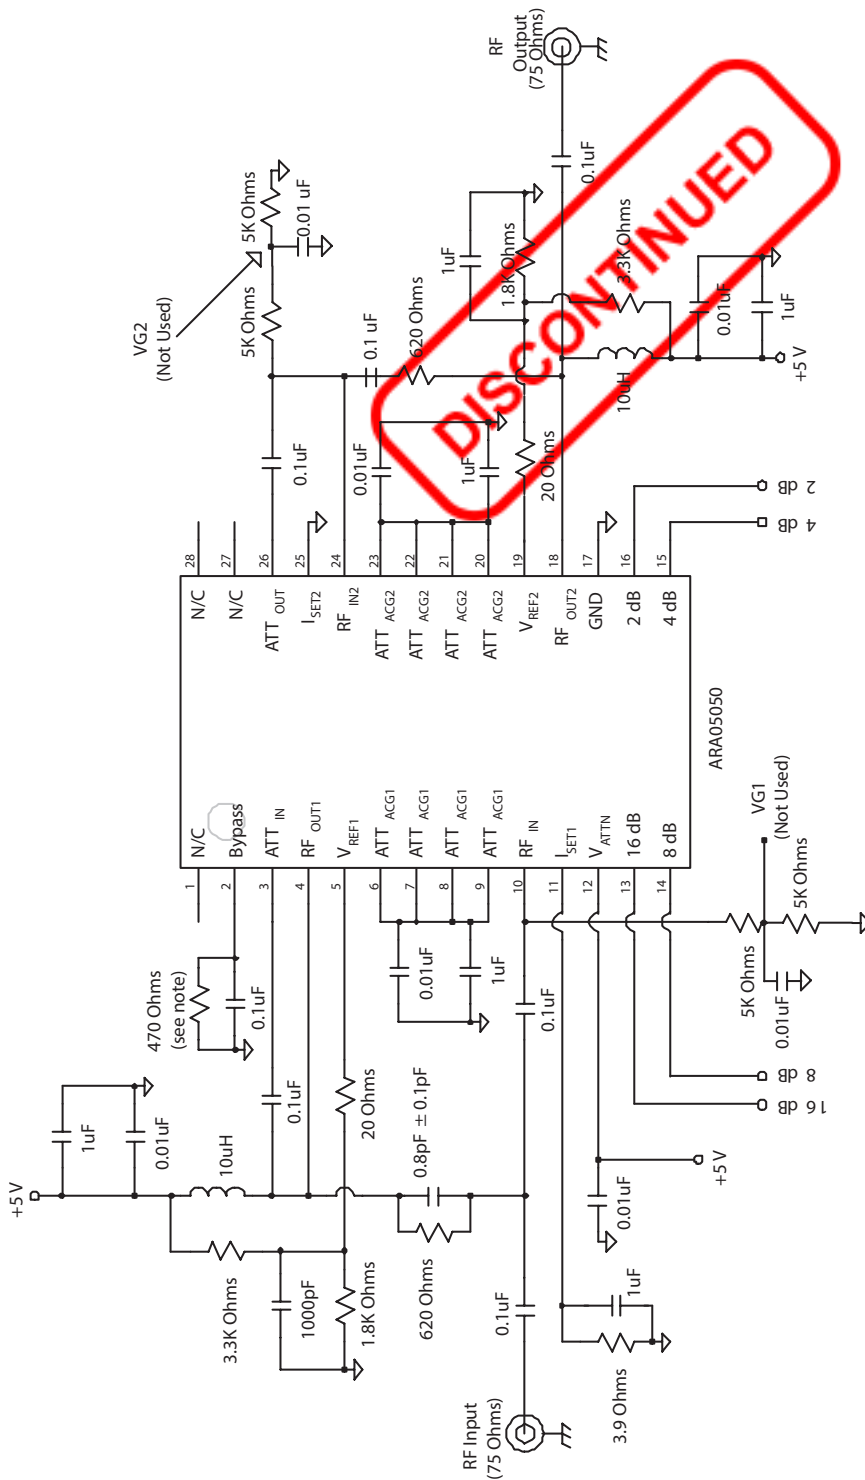 RF
Output
(75 Ohms)
0.1uF
5K Ohms
0.01 uF
5K Ohms
VG2
(Not Used)
0.1 uF
620 Ohms
1uF
1.8K Ohms
3.3K Ohms
0.01uF
1uF
10uH
+5 V
DISCONTINUED
0.1uF
0.01uF
1uF
20 Ohms
2 dB
4 dB
28
27
26
25
24
23
22
21
20
19
18
17
16
15
N/C
N/C
ATT OUT
I SET2
RF IN2
ATT ACG2
ATT ACG2
ATT ACG2
ATT ACG2
V REF2
RF OUT2
GND
2 dB
4 dB
ARA05050
N/C
Bypass
ATT IN
RF OUT1
V REF1
ATT ACG1
ATT ACG1
ATT ACG1
ATT ACG1
RF IN
I SET1
V ATTN
16 dB
8 dB
1
2
3
4
5
6
7
8
9
10
11
12
13
14
VG1
(Not Used)
5K Ohms
5K Ohms
0.01uF
470 Ohms
(see note)
0.1uF
0.01uF
1uF
0.1uF
8 dB
16 dB
+5 V
1uF
0.01uF
10uH
0.1uF
20 Ohms
0.8pF ± 0.1pF
+5 V
0.01uF
3.3K Ohms
1000pF
1.8K Ohms
620 Ohms
0.1uF
1uF
3.9 Ohms
RF Input
(75 Ohms)